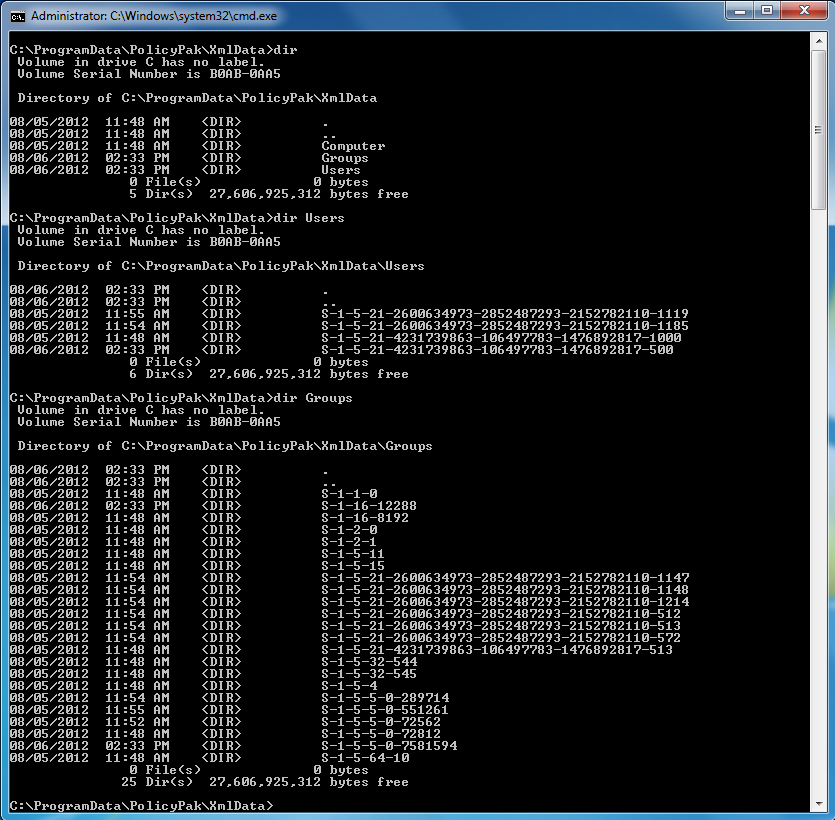 Administrator: C:\Windows\system32\cmd.exe
C:\ProgramData\PolicyPak\XmlData>dir
 Volume in drive C has no label.
 Volume Serial Number is B0AB-0AA5
 Directory of C:\ProgramData\PolicyPak\XmlData
08/05/2012  11:48 AM    <DIR>          .
08/05/2012  11:48 AM    <DIR>          ..
08/05/2012  11:48 AM    <DIR>          Computer
08/06/2012  02:33 PM    <DIR>          Groups
08/06/2012  02:33 PM    <DIR>          Users
               0 File(s)              0 bytes
               5 Dir(s)  27,606,925,312 bytes free
C:\ProgramData\PolicyPak\XmlData>dir Users
 Volume in drive C has no label.
 Volume Serial Number is B0AB-0AA5
 Directory of C:\ProgramData\PolicyPak\XmlData\Users
08/06/2012  02:33 PM    <DIR>          .
08/06/2012  02:33 PM    <DIR>          ..
08/05/2012  11:55 AM    <DIR>          S-1-5-21-2600634973-2852487293-2152782110-1119
08/05/2012  11:54 AM    <DIR>          S-1-5-21-2600634973-2852487293-2152782110-1185
08/05/2012  11:48 AM    <DIR>          S-1-5-21-4231739863-106497783-1476892817-1000
08/06/2012  02:33 PM    <DIR>          S-1-5-21-4231739863-106497783-1476892817-500
               0 File(s)              0 bytes
               6 Dir(s)  27,606,925,312 bytes free
C:\ProgramData\PolicyPak\XmlData>dir Groups
 Volume in drive C has no label.
 Volume Serial Number is B0AB-0AA5
 Directory of C:\ProgramData\PolicyPak\XmlData\Groups
08/06/2012  02:33 PM    <DIR>          .
08/06/2012  02:33 PM    <DIR>          ..
08/05/2012  11:48 AM    <DIR>          S-1-1-0
08/06/2012  02:33 PM    <DIR>          S-1-16-12288
08/05/2012  11:48 AM    <DIR>          S-1-16-8192
08/05/2012  11:48 AM    <DIR>          S-1-2-0
08/05/2012  11:48 AM    <DIR>          S-1-2-1
08/05/2012  11:48 AM    <DIR>          S-1-5-11
08/05/2012  11:48 AM    <DIR>          S-1-5-15
08/05/2012  11:54 AM    <DIR>          S-1-5-21-2600634973-2852487293-2152782110-1147
08/05/2012  11:54 AM    <DIR>          S-1-5-21-2600634973-2852487293-2152782110-1148
08/05/2012  11:54 AM    <DIR>          S-1-5-21-2600634973-2852487293-2152782110-1214
08/05/2012  11:54 AM    <DIR>          S-1-5-21-2600634973-2852487293-2152782110-512
08/05/2012  11:54 AM    <DIR>          S-1-5-21-2600634973-2852487293-2152782110-513
08/05/2012  11:54 AM    <DIR>          S-1-5-21-2600634973-2852487293-2152782110-572
08/05/2012  11:48 AM    <DIR>          S-1-5-21-4231739863-106497783-1476892817-513
08/05/2012  11:48 AM    <DIR>          S-1-5-32-544
08/05/2012  11:48 AM    <DIR>          S-1-5-32-545
08/05/2012  11:48 AM    <DIR>          S-1-5-4
08/05/2012  11:54 AM    <DIR>          S-1-5-5-0-289714
08/05/2012  11:55 AM    <DIR>          S-1-5-5-0-551261
08/05/2012  11:52 AM    <DIR>          S-1-5-5-0-72562
08/05/2012  11:48 AM    <DIR>          S-1-5-5-0-72812
08/06/2012  02:33 PM    <DIR>          S-1-5-5-0-7581594
08/05/2012  11:48 AM    <DIR>          S-1-5-64-10
               0 File(s)              0 bytes
              25 Dir(s)  27,606,925,312 bytes free
C:\ProgramData\PolicyPak\XmlData>